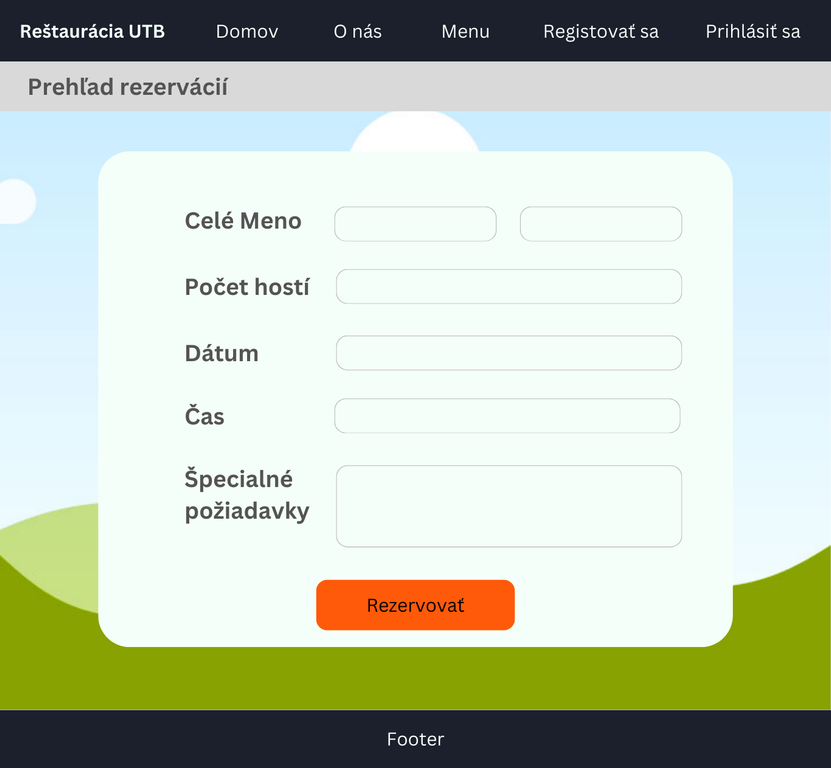 Reštaurácia UTB Domov O nás Menu Registovať sa Prihlásiť sa
Prehľad rezervácií
Celé Meno
Počet hostí
Dátum
Čas
Špecialné
požiadavky
Rezervovať
Footer